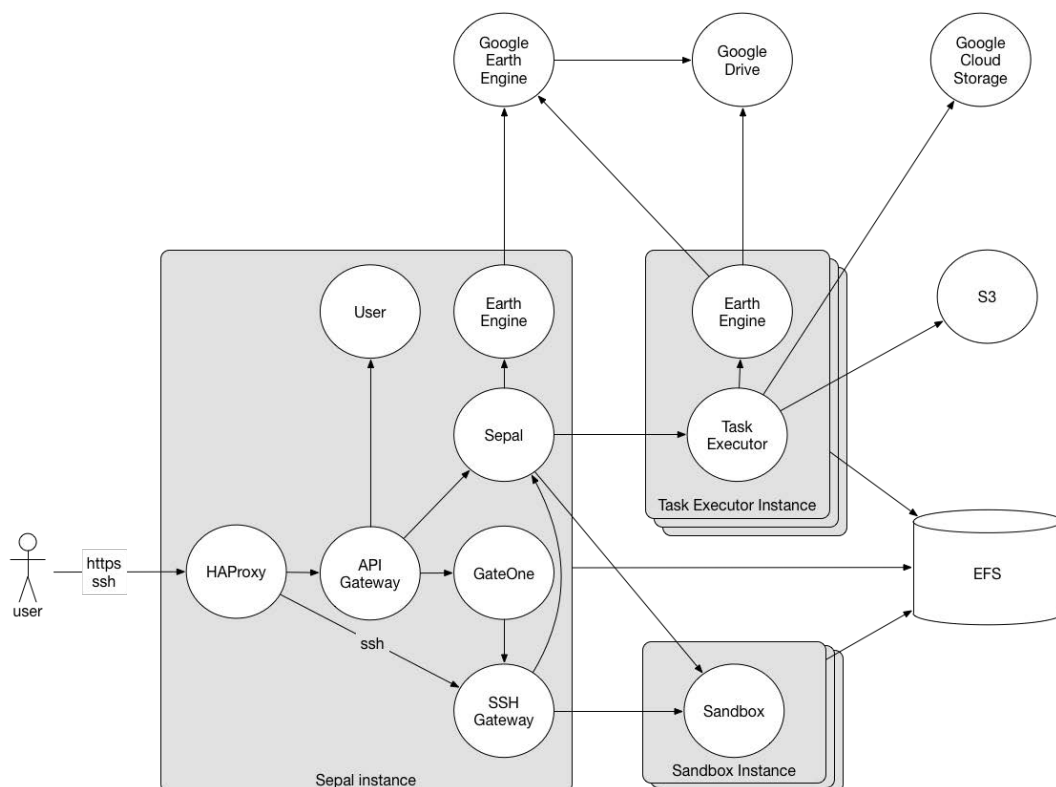 Google
Earth
Engine
Google
Drive
Google
Cloud
Storage
User
Earth
Engine
Earth
Engine
S3
Sepal
Task
Executor
Task Executor Instance
https
ssh
user
HAProxy
API
Gateway
GateOne
EFS
ssh
SSH
Gateway
Sandbox
Sandbox Instance
Sepal instance